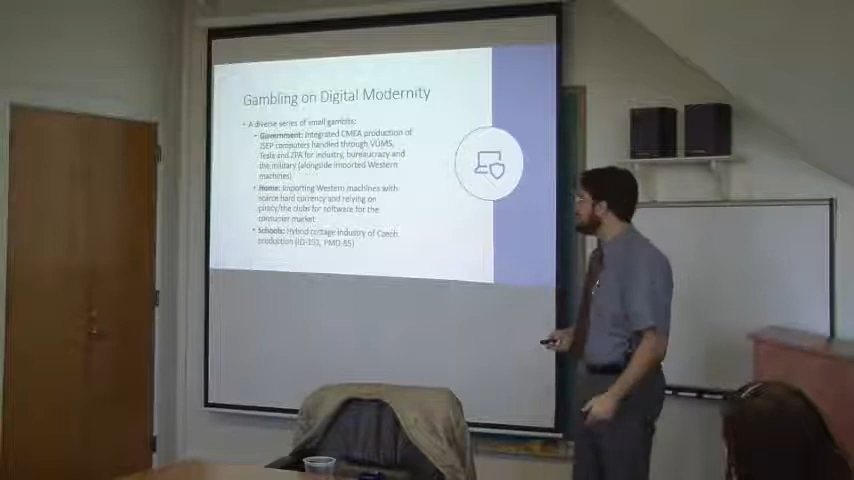 Gambling on Digital Modernity
• A diverse series of small gambits:
• Government: Integrated CMEA production of
JSEP computers handled through VÚMS,
Tesla and ZPA for industry, bureaucracy and
the military (alongside imported Western
machines)
• Home: Importing Western machines with
scarce hard currency and relying on
piracy/the clubs for software for the
consumer market
• Schools: Hybrid cottage industry of Czech
production (IQ-151, PMD-85)